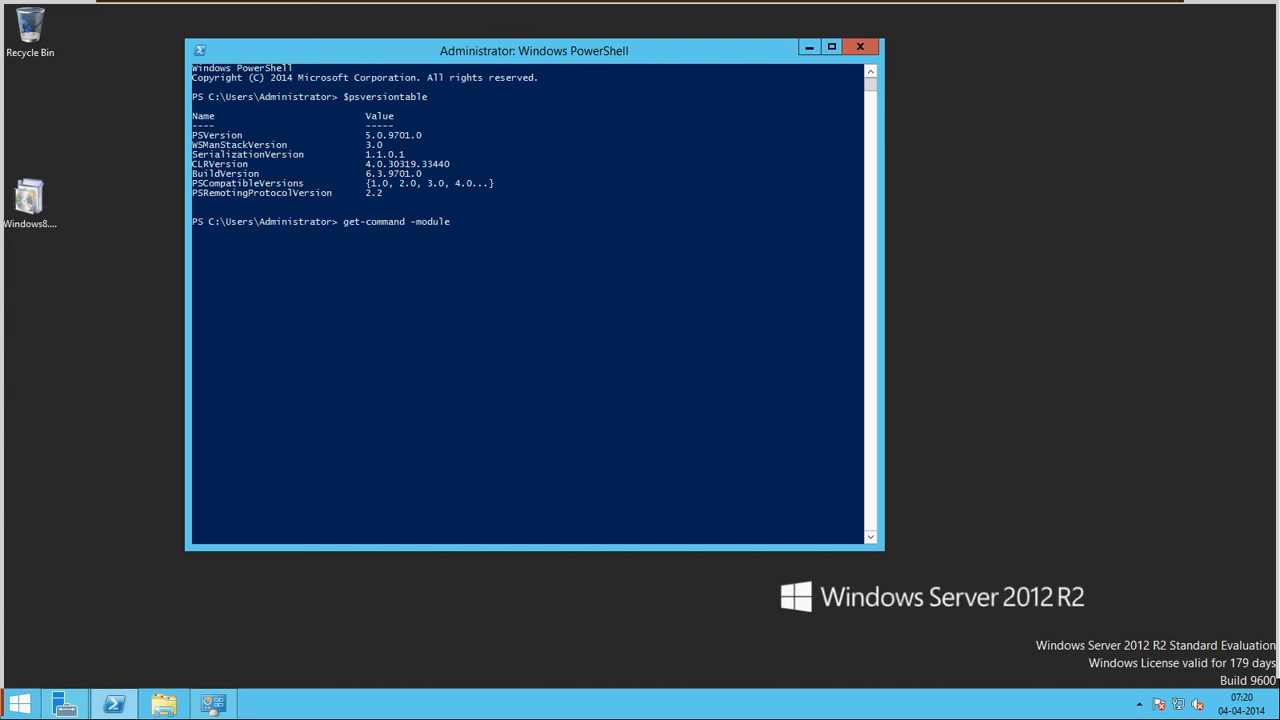 Recycle Bin
Windows8....
Administrator: Windows PowerShell
Windows PowerShell
Copyright (C) 2014 Microsoft Corporation. All rights reserved.
PS C:\Users\Administrator> $psversiontable
Name Value
---- -----
PSVersion 5.0.9701.0
WSManStackVersion 3.0
SerializationVersion 1.1.0.1
CLRVersion 4.0.30319.33440
BuildVersion 6.3.9701.0
PSCompatibleVersions {1.0, 2.0, 3.0, 4.0...}
PSRemotingProtocolVersion 2.2
PS C:\Users\Administrator> get-command -module
Windows Server 2012 R2
Windows Server 2012 R2 Standard Evaluation
Windows License valid for 179 days
Build 9600
07:20
04-04-2014